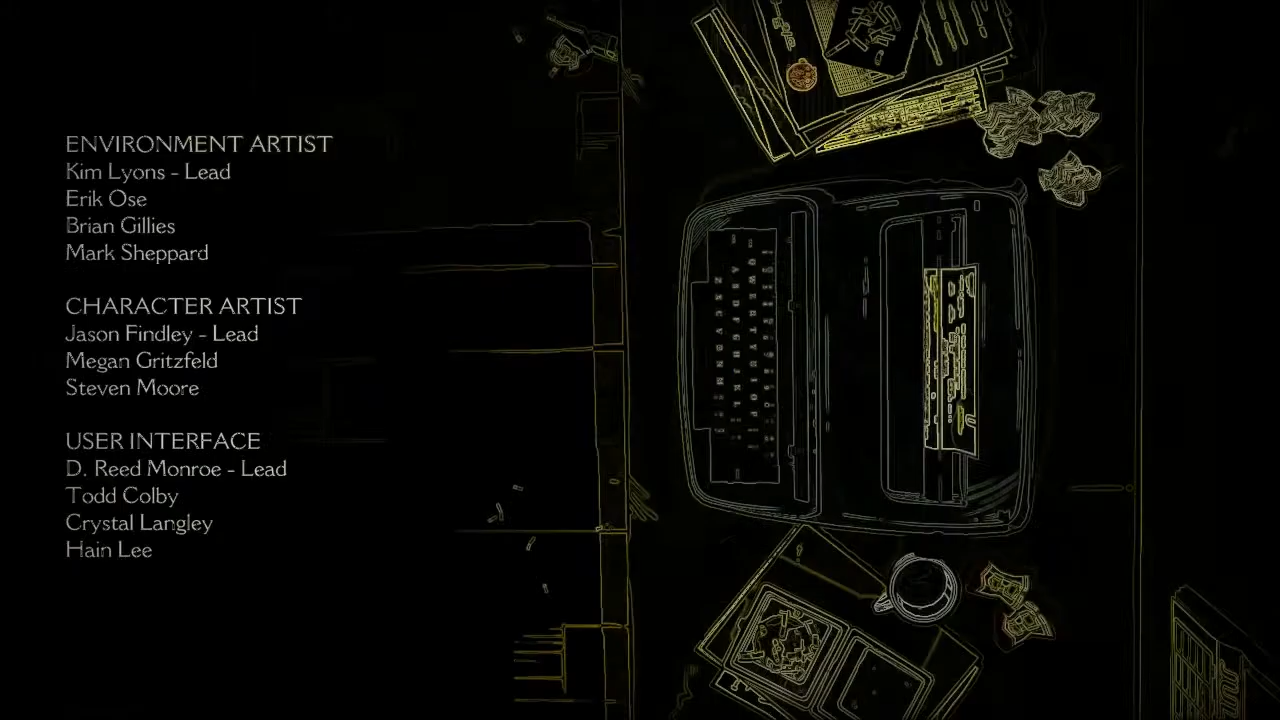 ENVIRONMENT ARTIST
Kim Lyons - Lead
Erik Ose
Brian Gillies
Mark Sheppard
CHARACTER ARTIST
Jason Findley - Lead
Megan Gritzfeld
Steven Moore
USER INTERFACE
D. Reed Monroe - Lead
Todd Colby
Crystal Langley
Hain Lee